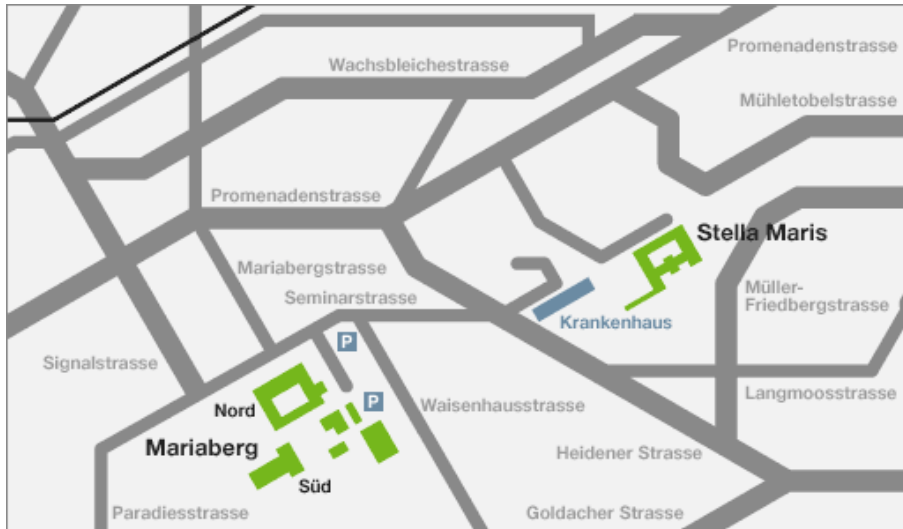 Promenadenstrasse
Wachsbleichestrasse
Mühletobelstrasse
Promenadenstrasse
Stella Maris
Mariabergstrasse
Müller-
Friedbergstrasse
Seminarstrasse
Krankenhaus
P
Signalstrasse
Langmoosstrasse
P
Nord
Waisenhausstrasse
Mariaberg
Heidener Strasse
Süd
Paradiesstrasse
Goldacher Strasse